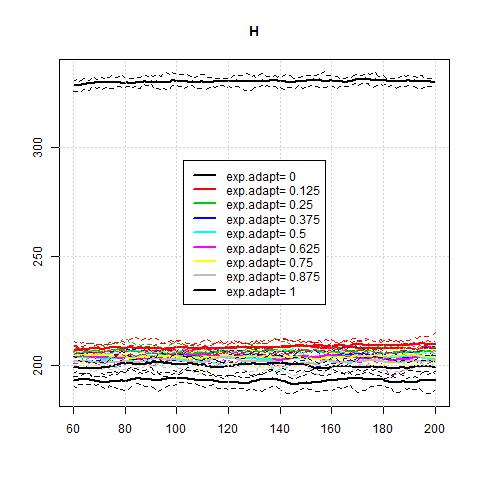 H
300
250
200
exp.adapt= 0
exp.adapt= 0.125
exp.adapt= 0.25
exp.adapt= 0.375
exp.adapt= 0.5
exp.adapt= 0.625
exp.adapt= 0.75
exp.adapt= 0.875
exp.adapt= 1
60 80 100 120 140 160 180 200